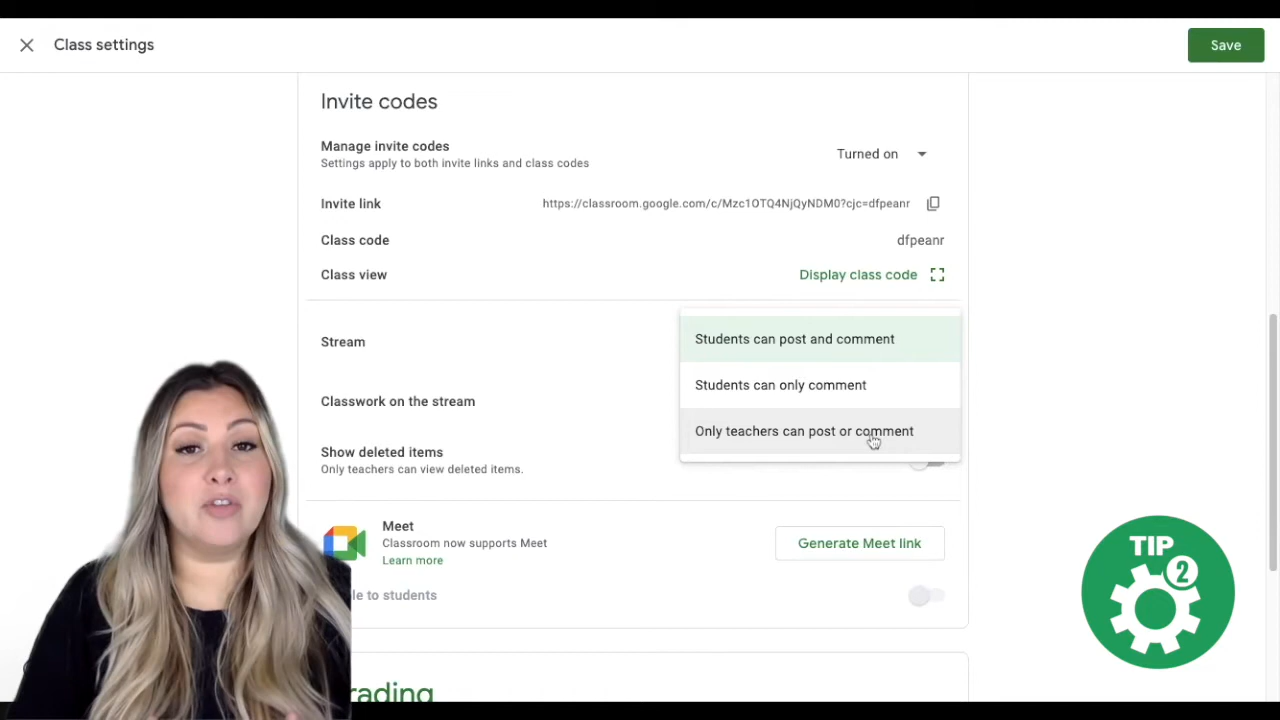 Class settings
Save
Invite codes
Manage invite codes
Settings apply to both invite links and class codes
Turned on
Invite link
https://classroom.google.com/c/Mzc1OTQ4NjQyNDM0?cjc=dfpeanr
Class code
dfpeanr
Class view
Display class code
Stream
Students can post and comment
Students can only comment
Only teachers can post or comment
Classwork on the stream
Show deleted items
Only teachers can view deleted items.
Meet
Classroom now supports Meet
Learn more
Generate Meet link
le to students
rading
TIP
2